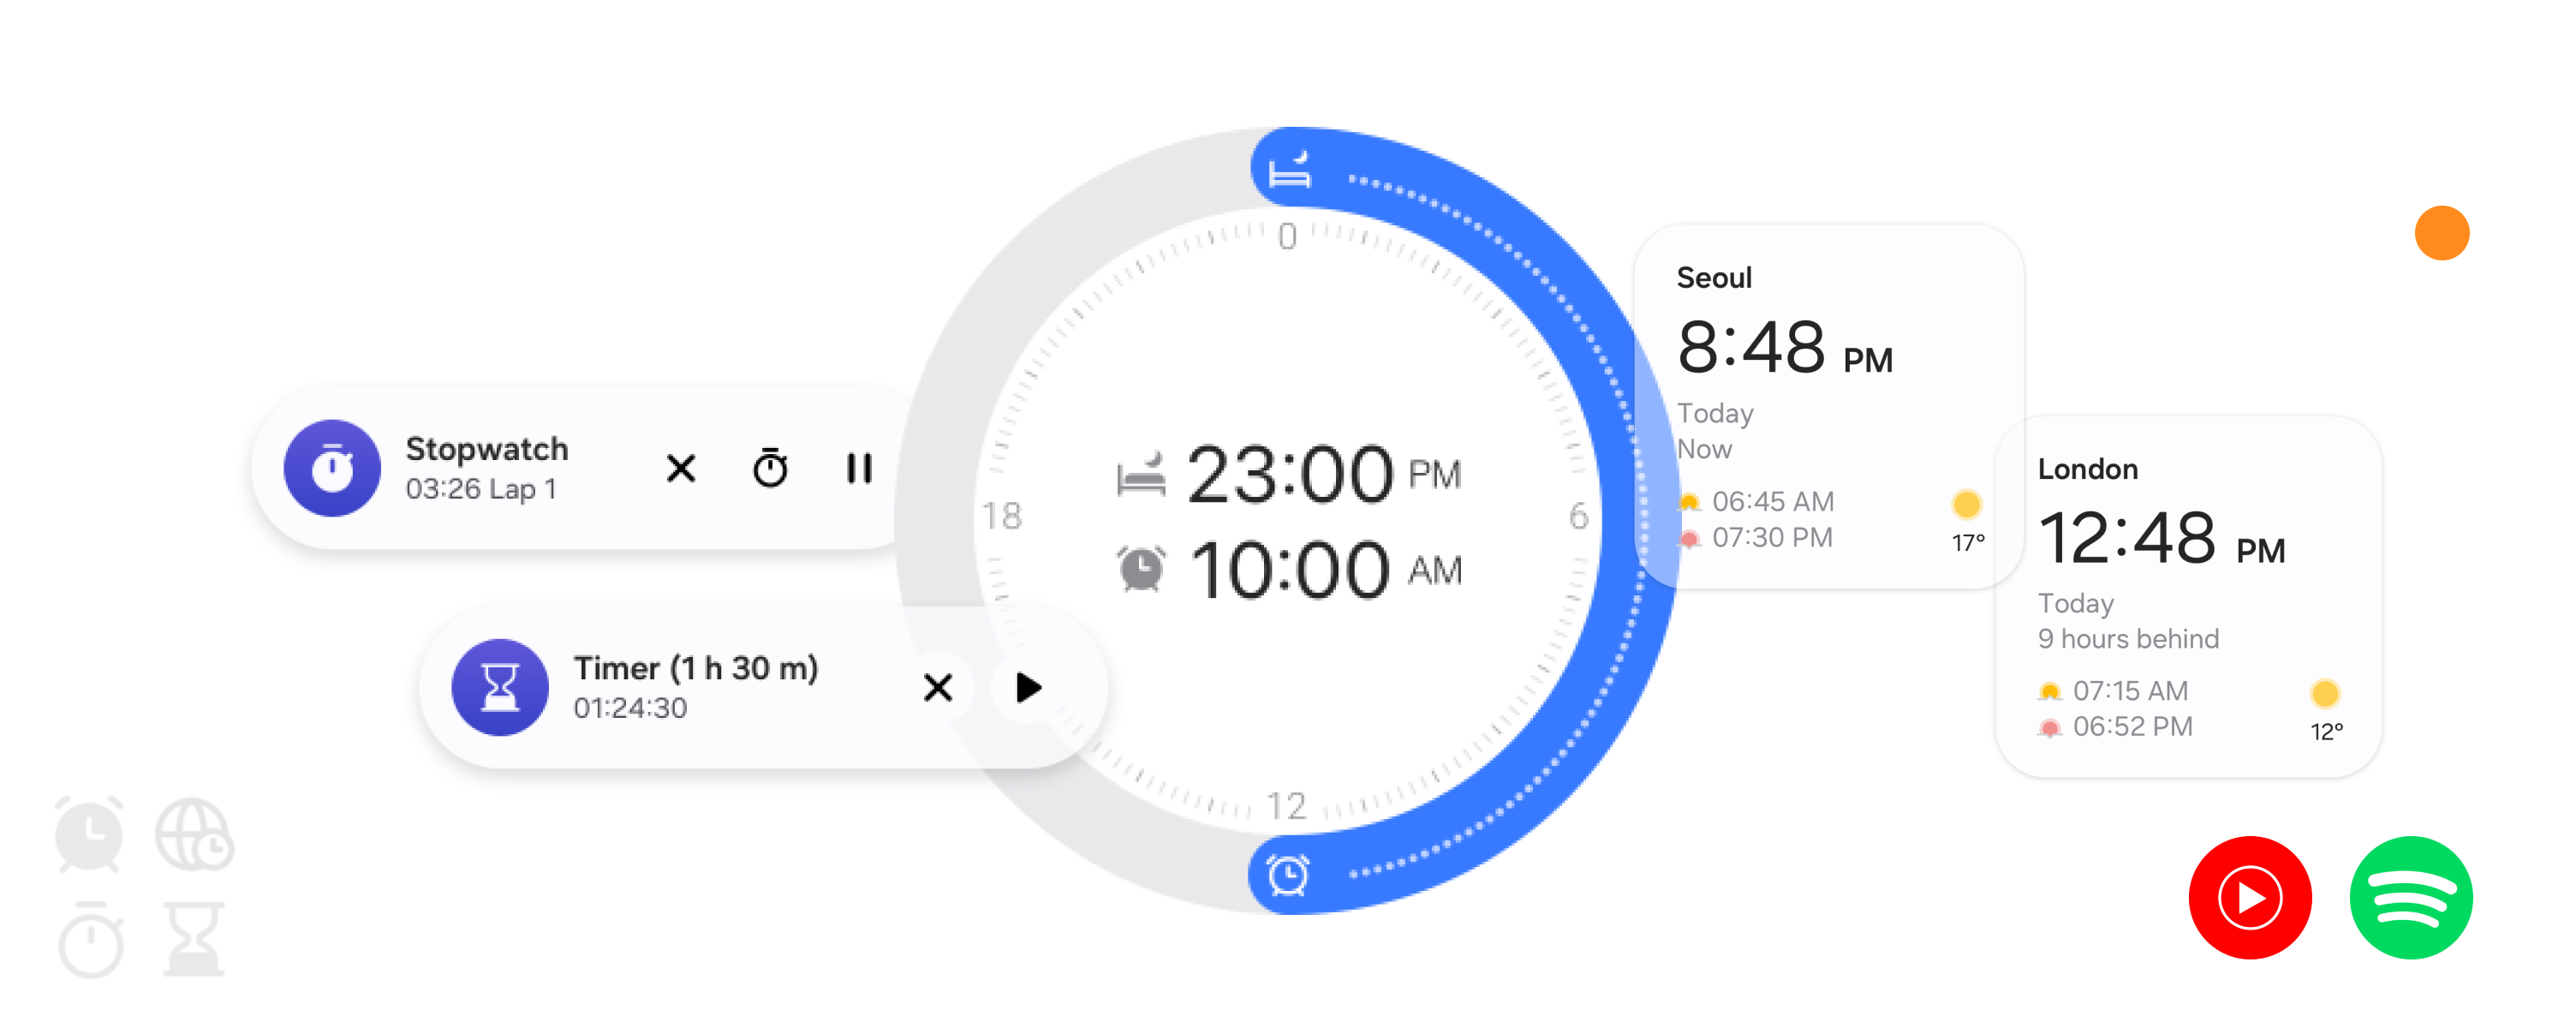 Stopwatch
03:26 Lap 1
Timer (1 h 30 m)
01:24:30
0
6
12
18
23:00 PM
10:00 AM
Seoul
8:48 PM
Today
Now
06:45 AM
07:30 PM
17°
London
12:48 PM
Today
9 hours behind
07:15 AM
06:52 PM
12°